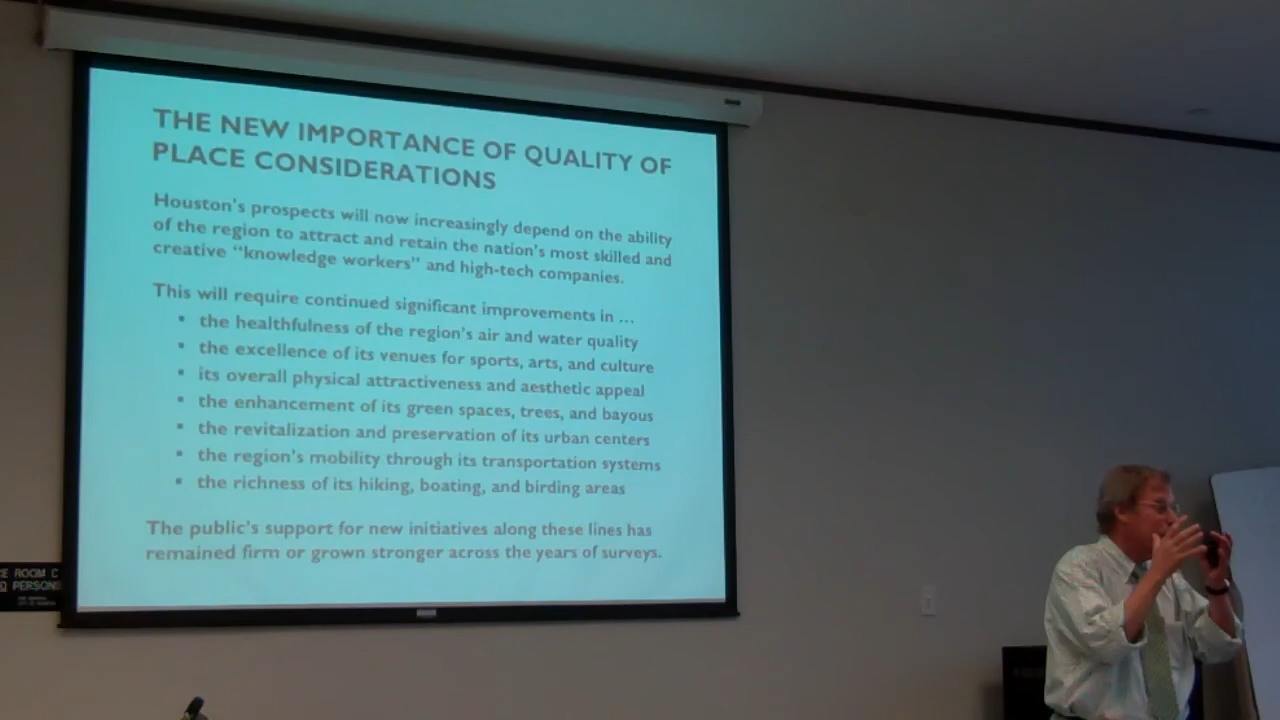 THE NEW IMPORTANCE OF QUALITY OF
PLACE CONSIDERATIONS
Houston's prospects will now increasingly depend on the ability
of the region to attract and retain the nation's most skilled and
creative “knowledge workers” and high-tech companies.
This will require continued significant improvements in ...
▪ the healthfulness of the region's air and water quality
▪ the excellence of its venues for sports, arts, and culture
▪ its overall physical attractiveness and aesthetic appeal
▪ the enhancement of its green spaces, trees, and bayous
▪ the revitalization and preservation of its urban centers
▪ the region's mobility through its transportation systems
▪ the richness of its hiking, boating, and birding areas
The public's support for new initiatives along these lines has
remained firm or grown stronger across the years of surveys.
ROOM C
PERSONS